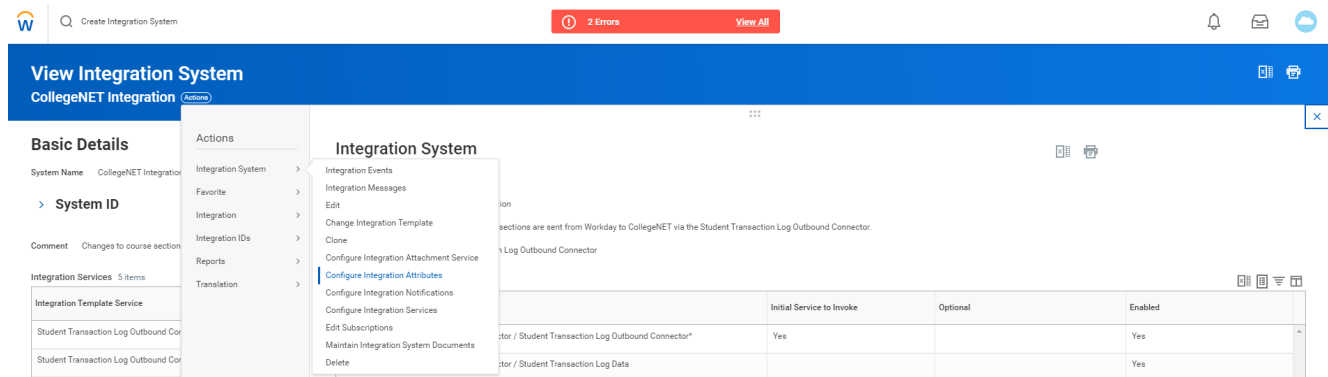 Create Integration System
2 Errors View All
View Integration System
CollegeNET Integration Actions
Basic Details
System Name CollegeNET Integration
System ID
Comment Changes to course section
Integration Services 5 items
Integration Template Service
Student Transaction Log Outbound Cor
Student Transaction Log Outbound Cor
Actions
Integration System
Favorite
Integration
Integration IDs
Reports
Translation
Integration Events
Integration Messages
Edit
Change Integration Template
Clone
Configure Integration Attachment Service
Configure Integration Attributes
Configure Integration Notifications
Configure Integration Services
Edit Subscriptions
Maintain Integration System Documents
Delete
Integration System
ion
sections are sent from Workday to CollegeNET via the Student Transaction Log Outbound Connector.
n Log Outbound Connector
Initial Service to Invoke Optional Enabled
ctor / Student Transaction Log Outbound Connector* Yes Yes
ctor / Student Transaction Log Data Yes